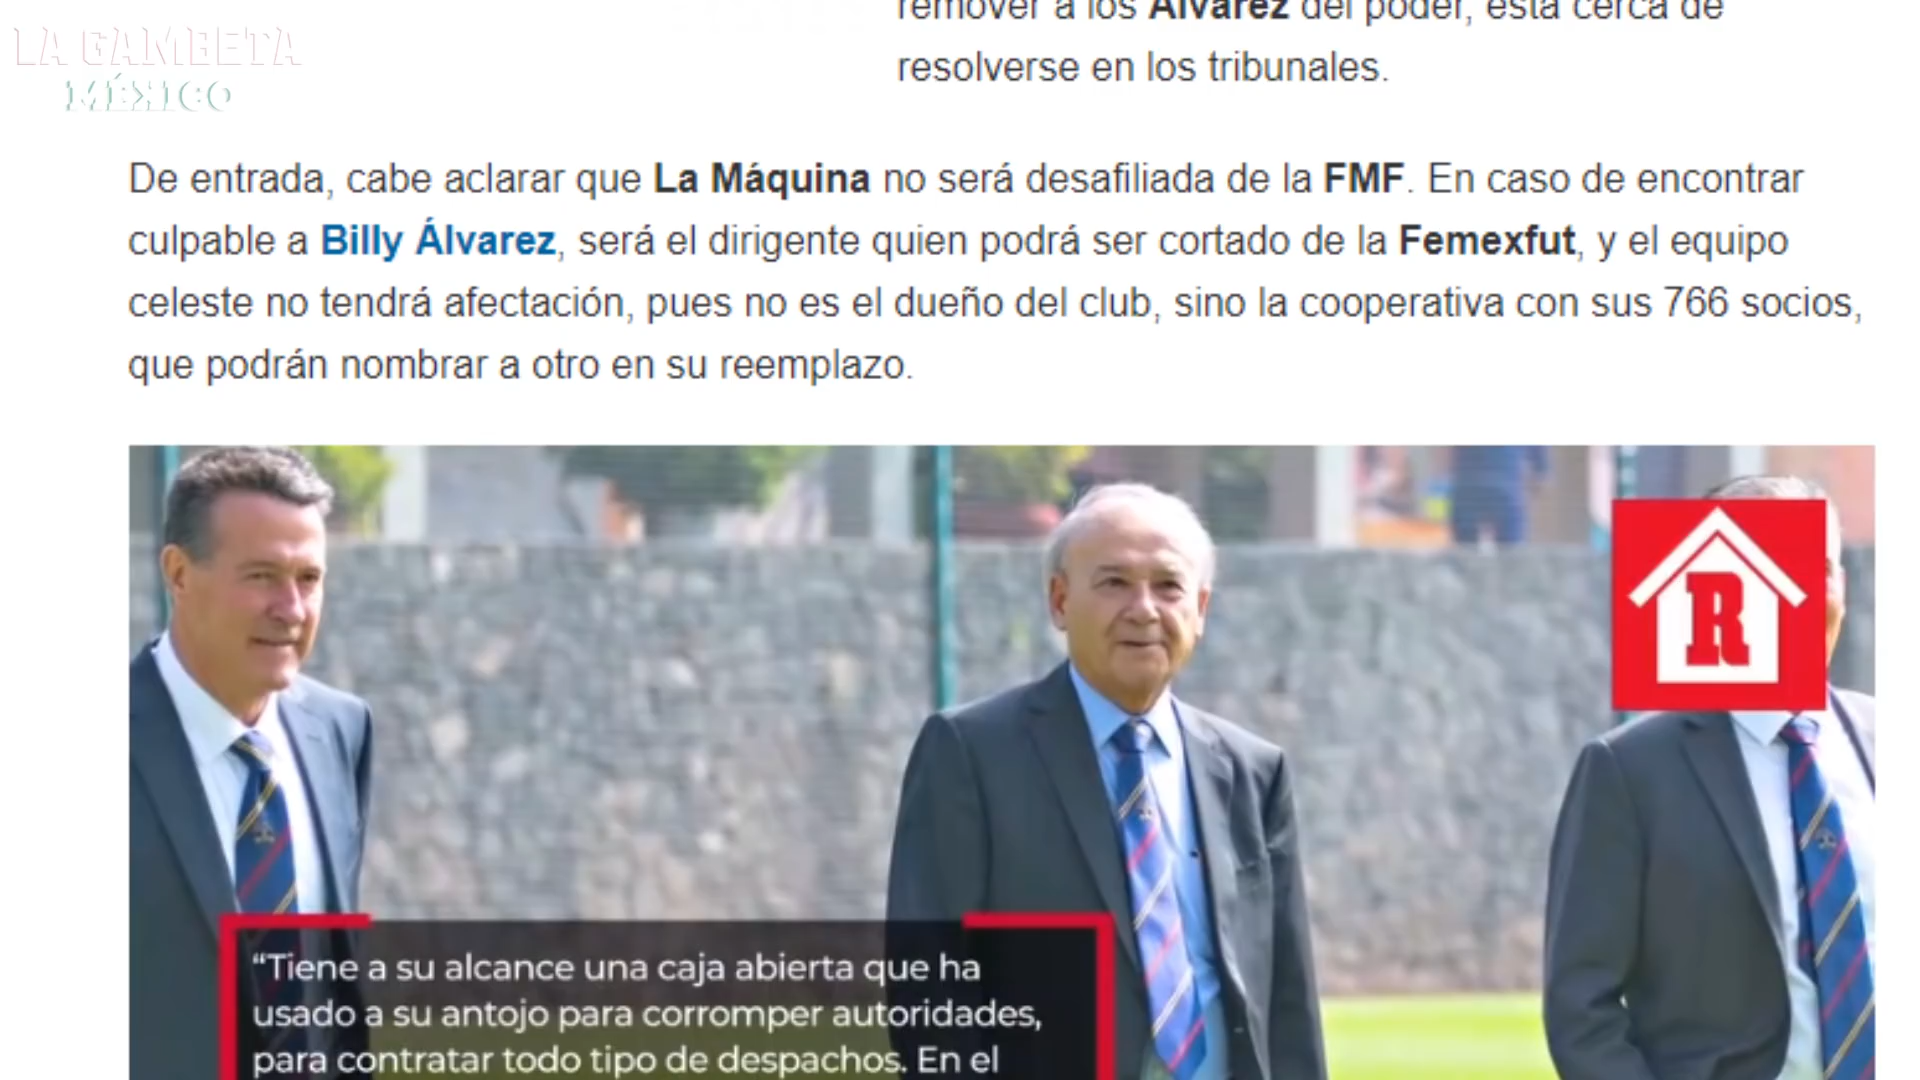 remover a los Álvarez del poder, está cerca de
LA GAMBETA
MÉXICO
resolverse en los tribunales.
De entrada, cabe aclarar que La Máquina no será desafiliada de la FMF. En caso de encontrar
culpable a Billy Álvarez, será el dirigente quien podrá ser cortado de la Femexfut, y el equipo
celeste no tendrá afectación, pues no es el dueño del club, sino la cooperativa con sus 766 socios,
que podrán nombrar a otro en su reemplazo.
R
“Tiene a su alcance una caja abierta que ha
usado a su antojo para corromper autoridades,
para contratar todo tipo de despachos. En el